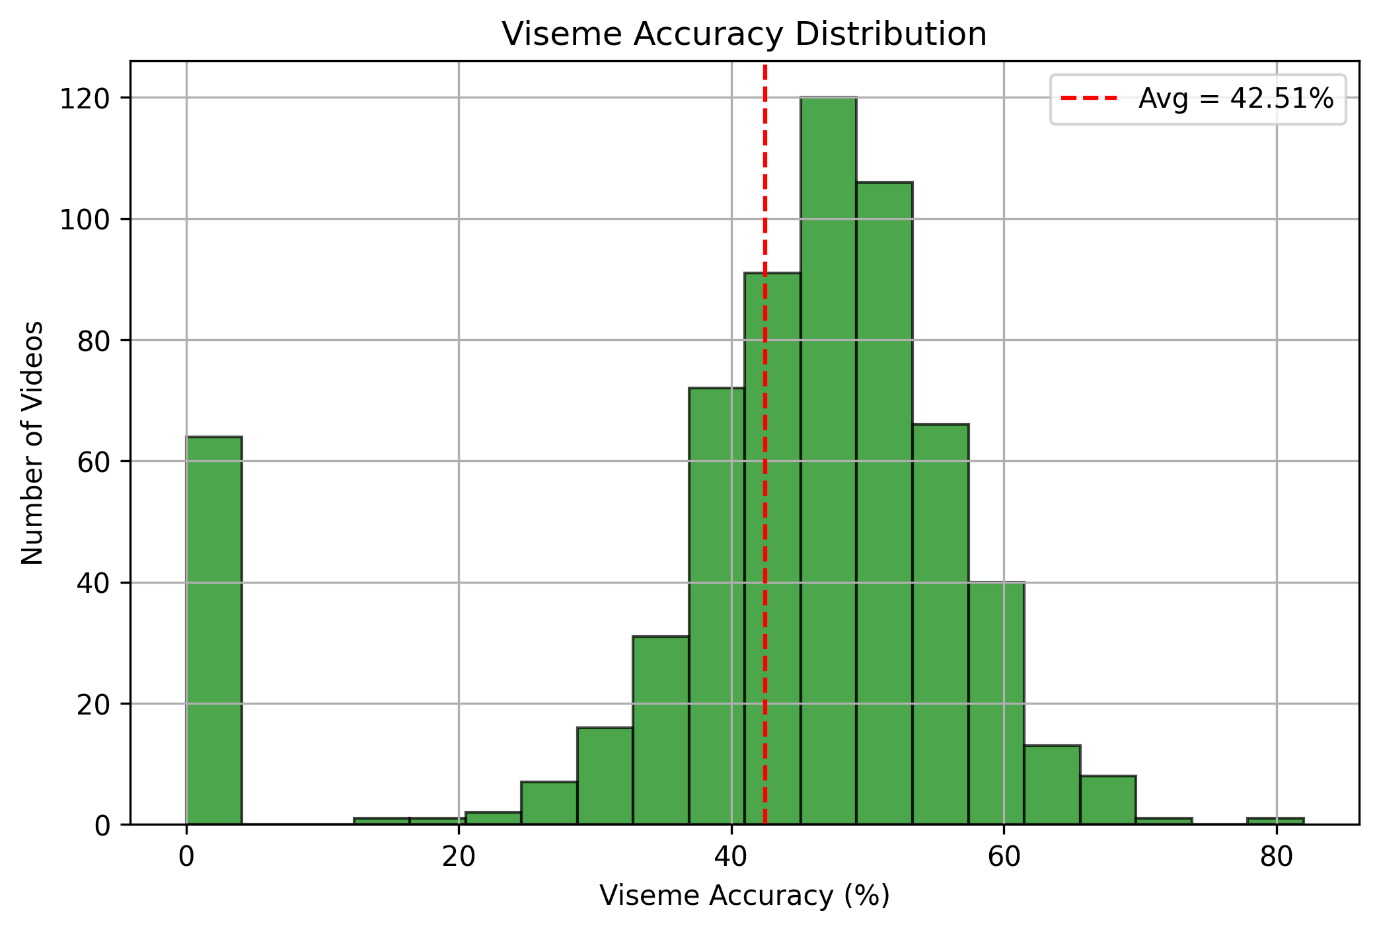 Viseme Accuracy Distribution
Avg = 42.51%
120
100
80
60
40
20
0
Number of Videos
0 20 40 60 80
Viseme Accuracy (%)